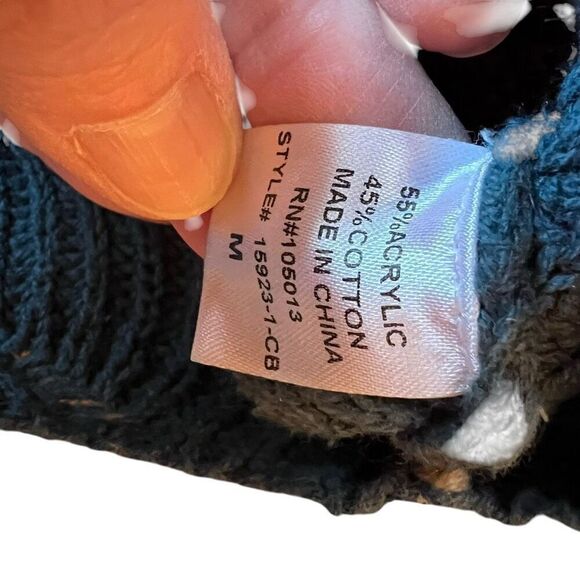 55%ACRYLIC
45%COTTON
MADE IN CHINA
RN#105013
STYLE# 15923-1-CB
M